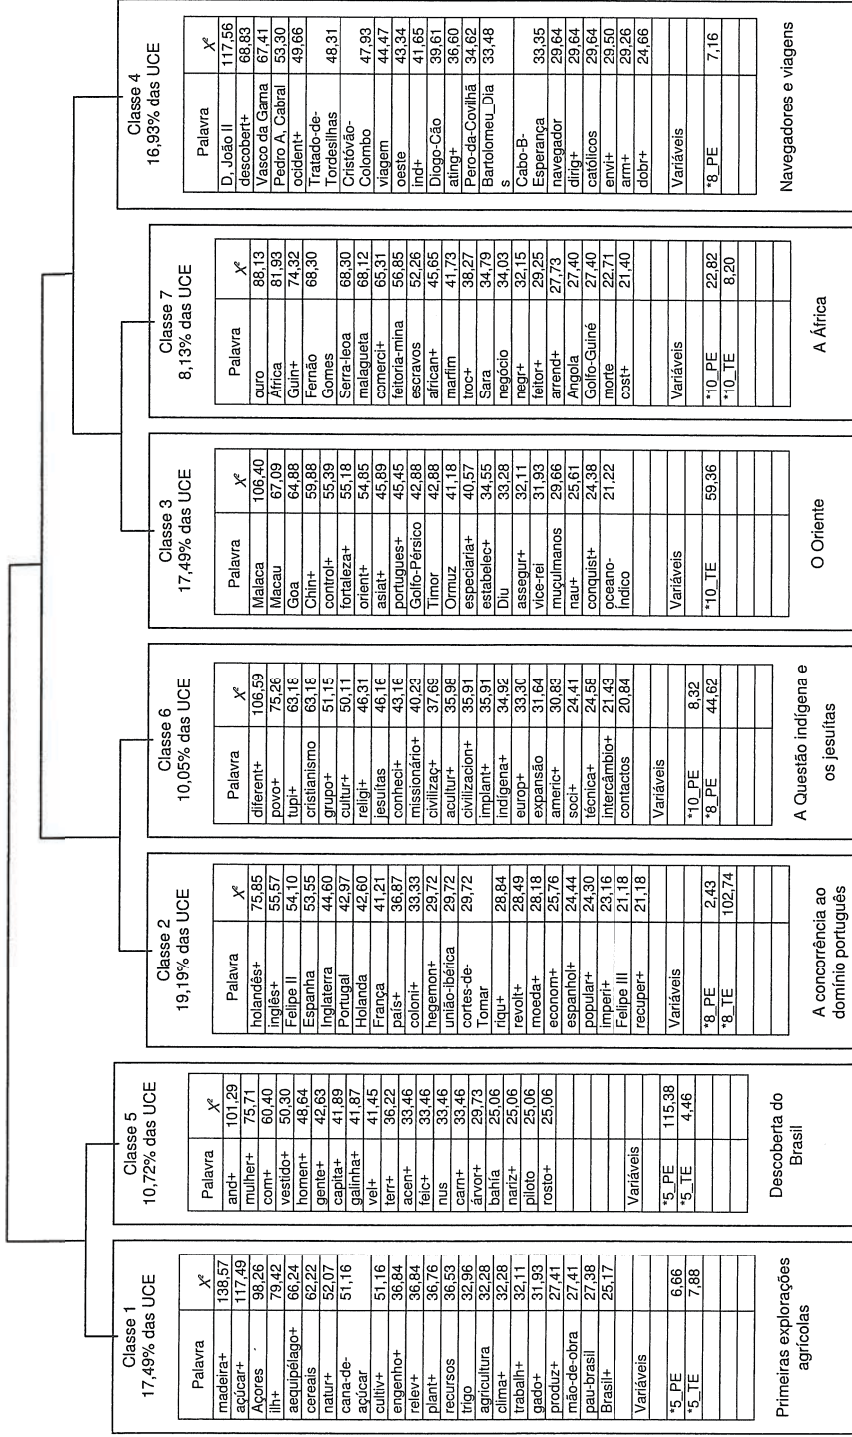 Classe 1
17,49% das UCE
Palavra X²
madeira+ 138,57
açúcar+ 117,49
Açores 98,26
ilh+ 79,42
aequipélago+ 66,24
cereais 62,22
natur+ 52,07
cana-de-açúcar 51,16
cultiv+ 51,16
engenho+ 36,84
relev+ 36,84
plant+ 36,76
recursos 36,53
trigo 32,96
agricultura 32,28
clima+ 32,28
trabalh+ 32,11
gado+ 31,93
produz+ 27,41
mão-de-obra 27,41
pau-brasil 27,38
Brasil+ 25,17
Variáveis
*5_PE 6,66
*5_TE 7,88
Primeiras explorações
agrícolas
Classe 5
10,72% das UCE
Palavra X²
and+ 101,29
mulher+ 75,71
com+ 60,40
vestido+ 50,30
homen+ 48,64
gente+ 42,63
capita+ 41,89
galinha+ 41,87
vel+ 41,45
terr+ 36,22
acen+ 33,46
feic+ 33,46
nus 33,46
carn+ 33,46
árvor+ 29,73
bahía 25,06
nariz+ 25,06
piloto 25,06
rosto+ 25,06
Variáveis
*5_PE 115,38
*5_TE 4,46
Descoberta do
Brasil
Classe 2
19,19% das UCE
Palavra X²
holandês+ 75,85
inglês+ 55,57
Felipe II 54,10
Espanha 53,55
Inglaterra 44,60
Portugal 42,97
Holanda 42,60
França 41,21
país+ 36,87
coloni+ 33,33
hegemon+ 29,72
união-ibérica 29,72
cortes-de- 29,72
Tomar
riqu+ 28,84
revolt+ 28,49
moeda+ 28,18
econom+ 25,76
espanhol+ 24,44
popular+ 24,30
imperi+ 23,16
Felipe III 21,18
recuper+ 21,18
Variáveis
*8_PE 2,43
*8_TE 102,74
A concorrência ao
domínio português
Classe 6
10,05% das UCE
Palavra X²
diferent+ 106,59
povo+ 75,26
tupi+ 63,18
cristianismo 63,18
grupo+ 51,15
cultur+ 50,11
religi+ 46,31
jesuítas 46,16
conheci+ 43,16
missionário+ 40,23
civilizaç+ 37,69
acultur+ 35,98
civilizacion+ 35,91
implant+ 35,91
indígena+ 34,92
europ+ 33,30
expansão 31,64
americ+ 30,83
soci+ 24,41
técnica+ 24,58
intercâmbio+ 21,43
contactos 20,84
Variáveis
*10_PE 8,32
*8_PE 44,62
A Questão indígena e
os jesuítas
Classe 3
17,49% das UCE
Palavra X²
Malaca 106,40
Macau 67,09
Goa 64,88
Chin+ 59,88
control+ 55,39
fortaleza+ 55,18
orient+ 54,85
asiat+ 45,89
portugues+ 45,45
Golfo-Pérsico 42,88
Timor 42,88
Ormuz 41,18
especiaria+ 40,57
estabelec+ 34,55
Diu 33,28
assegur+ 32,11
vice-rei 31,93
muçulmanos 29,66
nau+ 25,61
conquist+ 24,38
oceano- 21,22
Índico
Variáveis
*10_TE 59,36
O Oriente
Classe 7
8,13% das UCE
Palavra X²
ouro 88,13
África 81,93
Guin+ 74,32
Fernão 68,30
Gomes
Serra-leoa 68,30
malagueta 68,12
comerci+ 65,31
feitoria-mina 56,85
escravos 52,26
african+ 45,65
marfim 41,73
troc+ 38,27
Sara 34,79
negócio 34,03
negr+ 32,15
feitor+ 29,25
arrend+ 27,73
Angola 27,40
Golfo-Guiné 27,40
morte 22,71
cost+ 21,40
Variáveis
*10_PE 22,82
*10_TE 8,20
A África
Classe 4
16,93% das UCE
Palavra X²
D, João II 117,56
descobert+ 68,83
Vasco da Gama 67,41
Pedro A, Cabral 53,30
ocident+ 49,66
Tratado-de-
Tordesilhas 48,31
Cristóvão-
Colombo 47,93
viagem 44,47
oeste 43,34
ind+ 41,65
Diogo-Cão 39,61
ating+ 36,60
Pero-da-Covilhã 34,62
Bartolomeu_Dia 33,48
s
Cabo-B-
Esperança 33,35
navegador 29,64
dirig+ 29,64
católicos 29,64
envi+ 29.50
arm+ 29,26
dobr+ 24,66
Variáveis
*8_PE 7,16
Navegadores e viagens